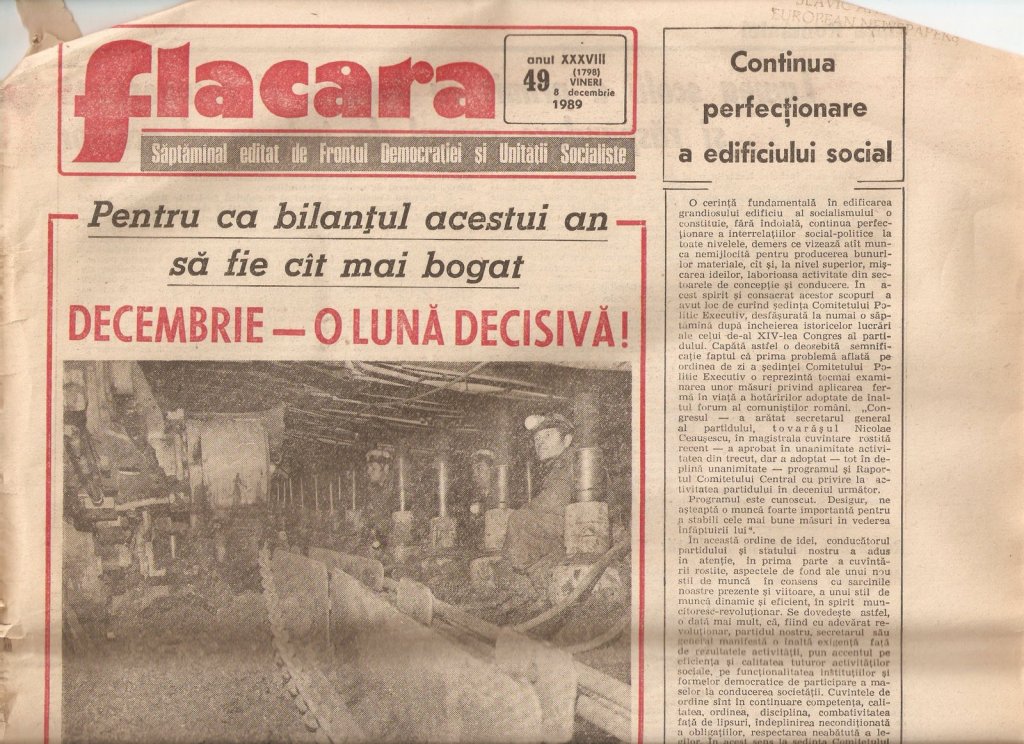 SLAVIC
EUROPEAN NEWSPAPERS
flacara
anul XXXVIII
49
(1798)
VINERI
8 decembrie
1989
Săptămînal editat de Frontul Democrației și Unității Socialiste
Pentru ca bilanțul acestui an
să fie cît mai bogat
DECEMBRIE — O LUNĂ DECISIVĂ!
Continua
perfecționare
a edificiului social
O cerință fundamentală în edificarea
grandiosului edificiu al socialismului o
constituie, fără îndoială, continua perfec-
ționare a interrelațiilor social-politice la
toate nivelele, demers ce vizează atît mun-
ca nemijlocită pentru producerea bunuri-
lor materiale, cît și, la nivel superior, miș-
carea ideilor, laborioasa activitate din sec-
toarele de concepție și conducere. În a-
cest spirit și consacrat acestor scopuri a
avut loc de curînd ședința Comitetului Po-
litic Executiv, desfășurată la numai o săp-
tămînă după încheierea istoricelor lucrări
ale celui de-al XIV-lea Congres al parti-
dului. Capătă astfel o deosebită semnifi-
cație faptul că prima problemă aflată pe
ordinea de zi a ședinței Comitetului Po-
litic Executiv o reprezintă tocmai exami-
narea unor măsuri privind aplicarea fer-
mă în viață a hotărîrilor adoptate de înal-
tul forum al comuniștilor români. „Con-
gresul — a arătat secretarul general
al partidului, tovarășul Nicolae
Ceaușescu, în magistrala cuvîntare rostită
recent — a aprobat în unanimitate activi-
tatea din trecut, dar a adoptat — tot în de-
plină unanimitate — programul și Rapor-
tul Comitetului Central cu privire la ac-
tivitatea partidului în deceniul următor.
Programul este cunoscut. Desigur, ne
așteaptă o muncă foarte importantă pentru
a stabili cele mai bune măsuri în vederea
înfăptuirii lui“.
În această ordine de idei, conducătorul
partidului și statului nostru a adus
în atenție, în prima parte a cuvîntă-
rii rostite, aspectele de fond ale unui nou
stil de muncă în consens cu sarcinile
noastre prezente și viitoare, a unui stil de
muncă dinamic și eficient, în spirit mun-
citoresc-revoluționar. Se dovedește astfel,
o dată mai mult, că, fiind cu adevărat re-
voluționar, partidul nostru, secretarul său
general manifestă o înaltă exigență față
de rezultatele activității, pun accentul pe
eficiența și calitatea tuturor activităților
sociale, pe funcționalitatea instituțiilor și
formelor democratice de participare a ma-
selor la conducerea societății. Cuvintele de
ordine sînt în continuare competența, cali-
tatea, ordinea, disciplina, combativitatea
față de lipsuri, îndeplinirea necondiționată
a obligațiilor, respectarea neabătută a le-
gilor. În acest sens la ședința Comitetului